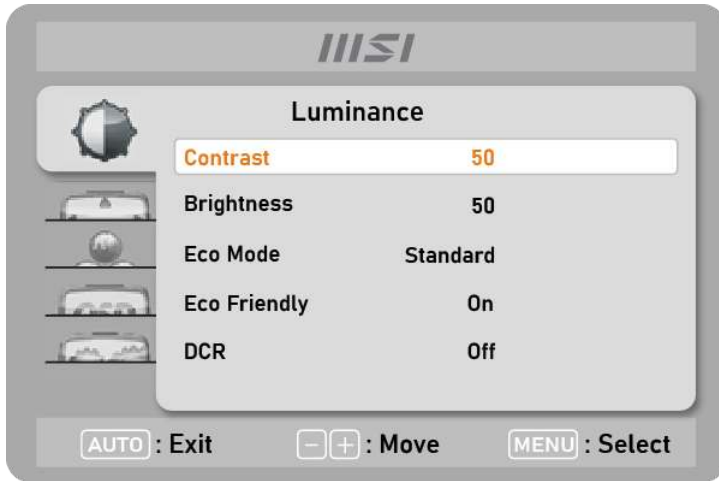 MSI
Luminance
Contrast 50
Brightness 50
Eco Mode Standard
Eco Friendly On
DCR Off
AUTO : Exit - + : Move MENU : Select